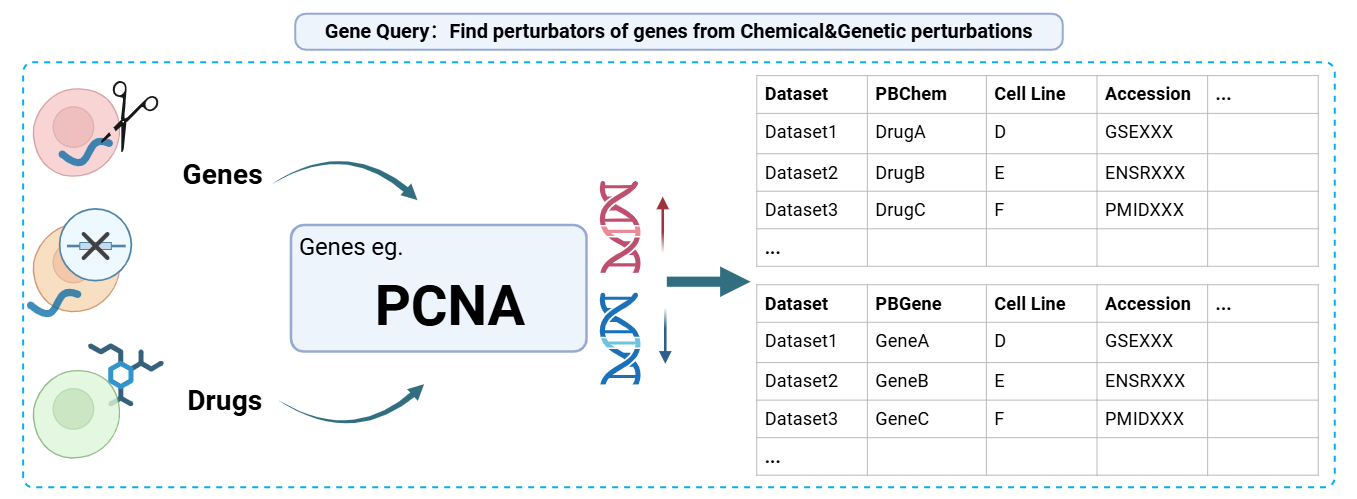 Gene Query：Find perturbators of genes from Chemical&Genetic perturbations
Genes
Genes eg.
PCNA
Drugs
Dataset PBChem Cell Line Accession ...
Dataset1 DrugA D GSEXXX
Dataset2 DrugB E ENSRXXX
Dataset3 DrugC F PMIDXXX
...
Dataset PBGene Cell Line Accession ...
Dataset1 GeneA D GSEXXX
Dataset2 GeneB E ENSRXXX
Dataset3 GeneC F PMIDXXX
...